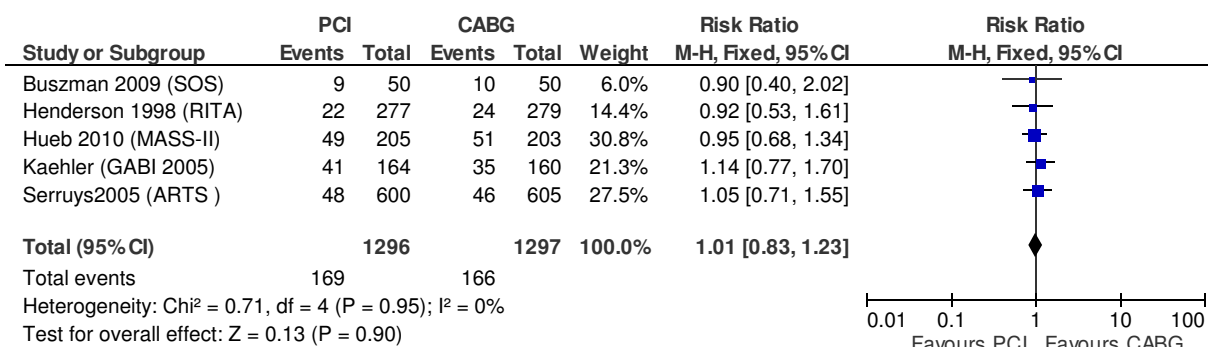 PCI CABG Risk Ratio Risk Ratio
Study or Subgroup Events Total Events Total Weight M-H, Fixed, 95% CI M-H, Fixed, 95% CI
Buszman 2009 (SOS) 9 50 10 50 6.0% 0.90 [0.40, 2.02]
Henderson 1998 (RITA) 22 277 24 279 14.4% 0.92 [0.53, 1.61]
Hueb 2010 (MASS-II) 49 205 51 203 30.8% 0.95 [0.68, 1.34]
Kaehler (GABI 2005) 41 164 35 160 21.3% 1.14 [0.77, 1.70]
Serruys2005 (ARTS ) 48 600 46 605 27.5% 1.05 [0.71, 1.55]
Total (95% CI) 1296 1297 100.0% 1.01 [0.83, 1.23]
Total events 169 166
Heterogeneity: Chi² = 0.71, df = 4 (P = 0.95); I² = 0%
Test for overall effect: Z = 0.13 (P = 0.90)
0.01 0.1 1 10 100
Favours PCI Favours CABG